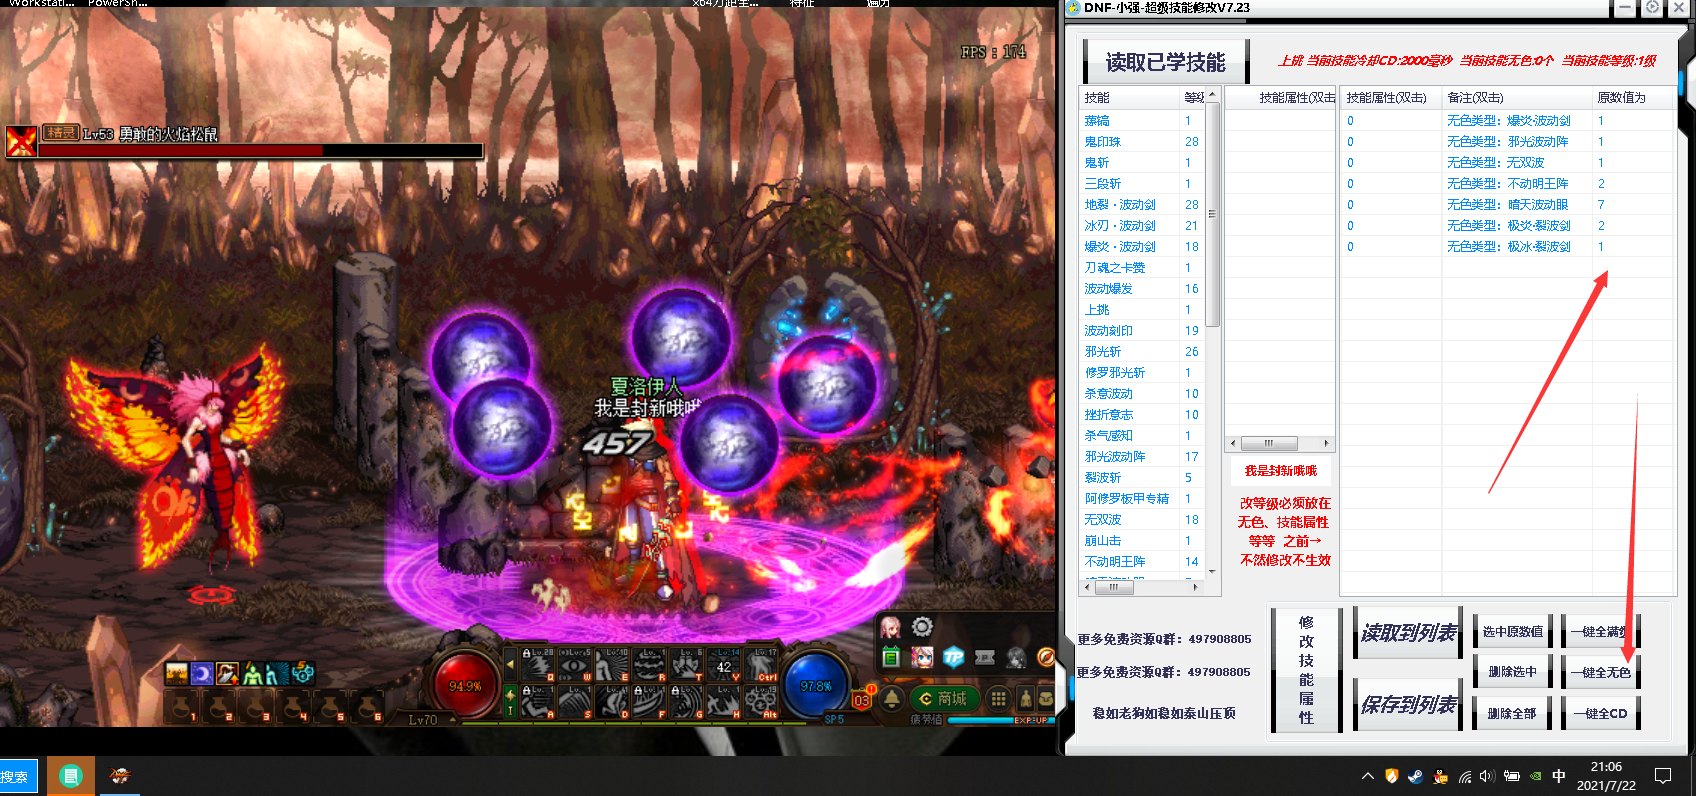 Workstati...
PowerSh...
x64
特征
遍历
DNF-小强-超级技能修改V7.23
FPS : 174
精灵 Lv53 勇敢的火焰松鼠
夏洛伊人
我是封新哦哦
457
94.9%
97.8%
42
Lv70
SP5
商城
疲劳值
EXP-UP
TP
03
读取已学技能
上挑 当前技能冷却CD:2000毫秒 当前技能无色:0个 当前技能等级:1级
技能 等级
鬼印珠 28
鬼斩 1
三段斩 1
地裂·波动剑 28
冰刃·波动剑 21
爆炎·波动剑 18
刀魂之卡赞 1
波动爆发 16
上挑 1
波动刻印 19
邪光斩 26
修罗邪光斩 1
杀意波动 10
挫折意志 10
杀气感知 1
邪光波动阵 17
裂波斩 5
阿修罗板甲专精 1
无双波 18
崩山击 1
不动明王阵 14
技能属性(双击
技能属性(双击) 备注(双击) 原数值为
0 无色类型：爆炎·波动剑 1
0 无色类型：邪光波动阵 1
0 无色类型：无双波 1
0 无色类型：不动明王阵 2
0 无色类型：暗天波动眼 7
0 无色类型：极炎·裂波剑 2
0 无色类型：极冰·裂波剑 1
我是封新哦哦
改等级必须放在
无色、技能属性
等等 之前→
不然修改不生效
更多免费资源Q群：497908805
更多免费资源Q群：497908805
稳如老狗如稳如泰山压顶
修改技能属性
读取到列表
保存到列表
选中原数值
删除选中
删除全部
一键全满级
一键全无色
一键全CD
搜索
中
21:06
2021/7/22